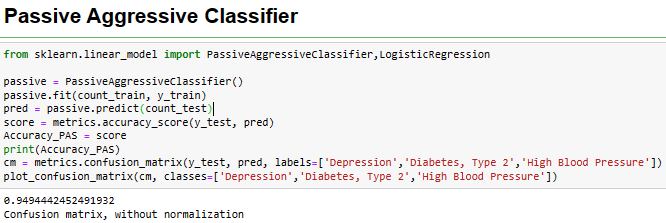 Passive Aggressive Classifier
from sklearn.linear_model import PassiveAggressiveClassifier,LogisticRegression
passive = PassiveAggressiveClassifier()
passive.fit(count_train, y_train)
pred = passive.predict(count_test)
score = metrics.accuracy_score(y_test, pred)
Accuracy_PAS = score
print(Accuracy_PAS)
cm = metrics.confusion_matrix(y_test, pred, labels=['Depression','Diabetes, Type 2','High Blood Pressure'])
plot_confusion_matrix(cm, classes=['Depression','Diabetes, Type 2','High Blood Pressure'])
0.9494442452491932
Confusion matrix, without normalization